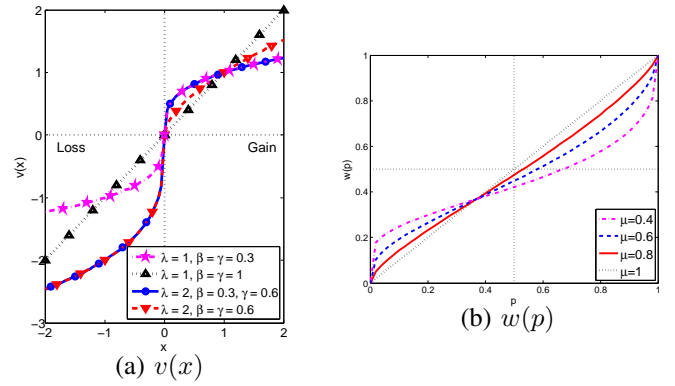 v(x)
2
1
0
−1
−2
−3
Loss
Gain
λ = 1, β = γ = 0.3
λ = 1, β = γ = 1
λ = 2, β = 0.3, γ = 0.6
λ = 2, β = γ = 0.6
−2
−1
0
1
2
x
(a) v(x)
w(p)
1
0.8
0.6
0.4
0.2
0
μ=0.4
μ=0.6
μ=0.8
μ=1
0
0.2
0.4
0.6
0.8
1
p
(b) w(p)